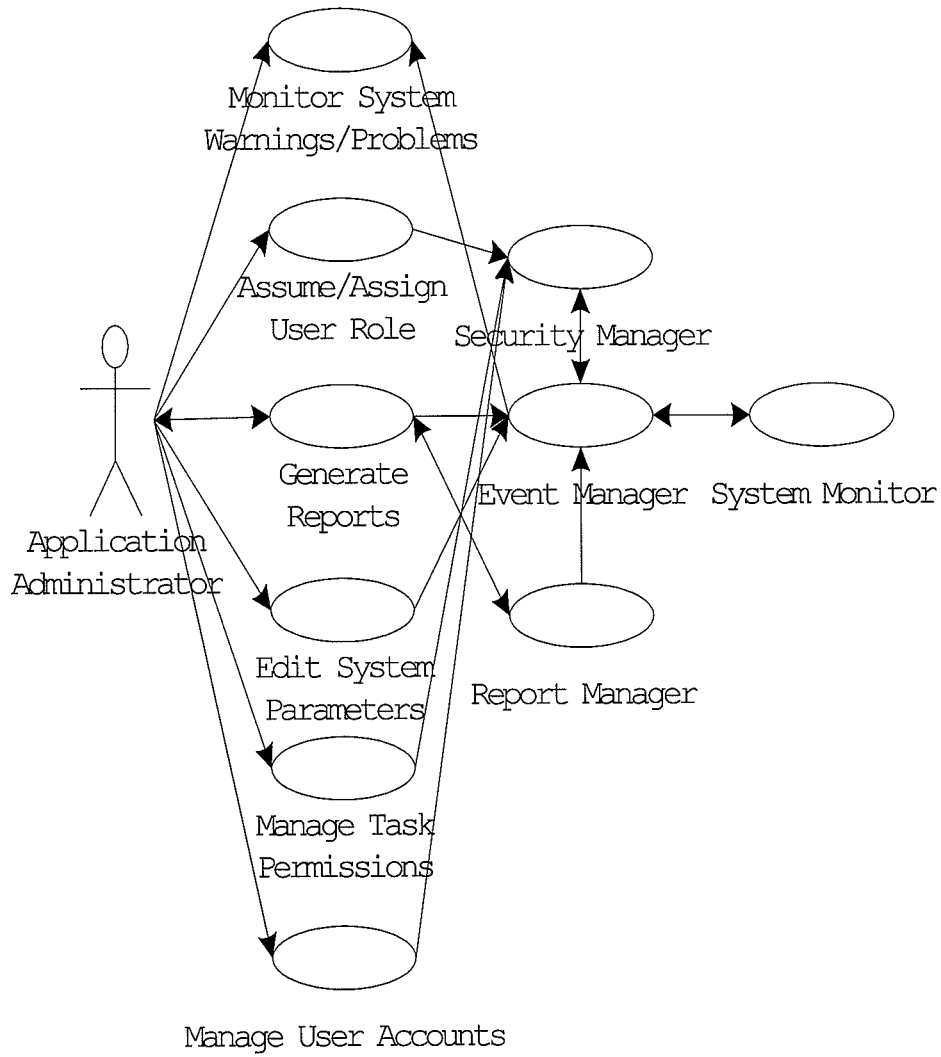 Monitor System
Warnings/Problems
Assume/Assign
User Role
Security Manager
Generate
Reports
Event Manager
System Monitor
Application
Administrator
Edit System
Parameters
Report Manager
Manage Task
Permissions
Manage User Accounts